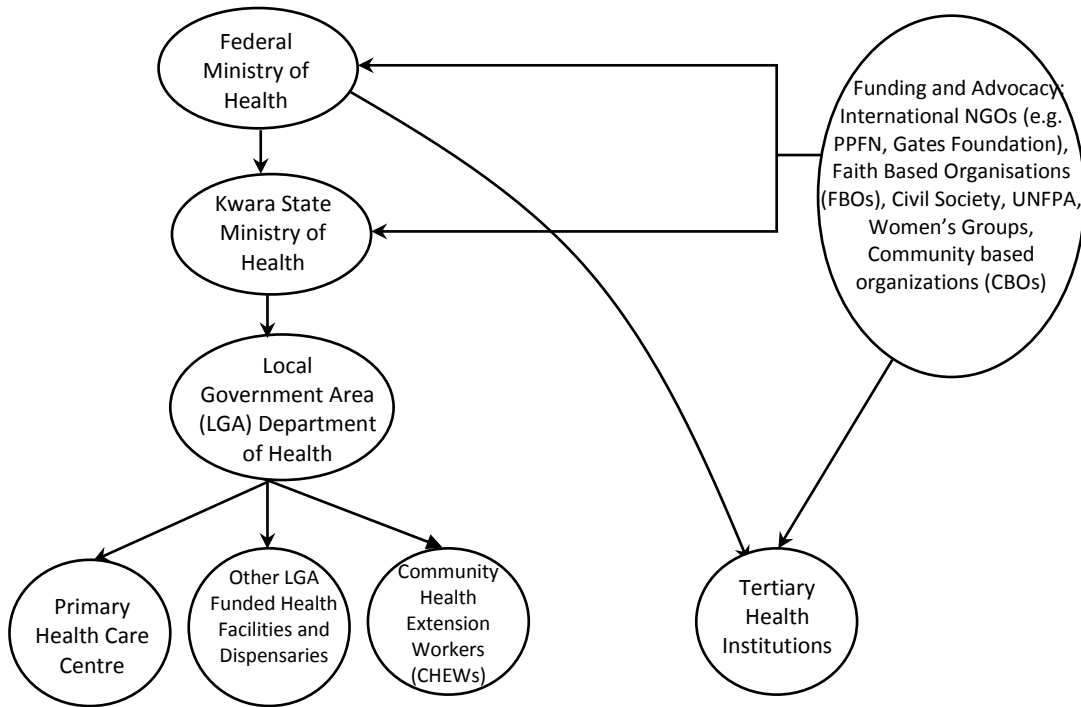 Federal
Ministry of
Health
Funding and Advocacy:
International NGOs (e.g.
PPFN, Gates Foundation),
Faith Based Organisations
(FBOs), Civil Society, UNFPA,
Women's Groups,
Community based
organizations (CBOs)
Kwara State
Ministry of
Health
Local
Government Area
(LGA) Department
of Health
Primary
Health Care
Centre
Other LGA
Funded Health
Facilities and
Dispensaries
Community
Health
Extension
Workers
(CHEWs)
Tertiary
Health
Institutions